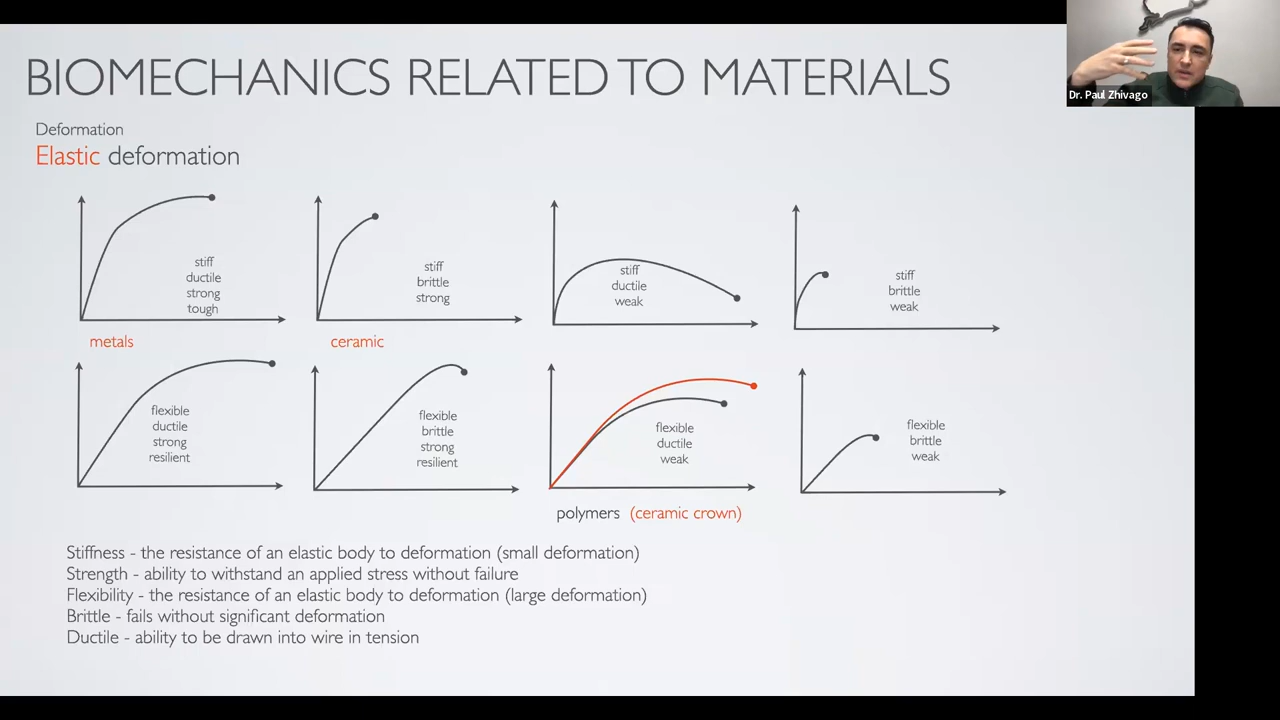 BIOMECHANICS RELATED TO MATERIALS
Dr. Paul Zhivago
Deformation
Elastic deformation
stiff
ductile
strong
tough
metals
stiff
brittle
strong
ceramic
stiff
ductile
weak
stiff
brittle
weak
flexible
ductile
strong
resilient
flexible
brittle
strong
resilient
flexible
ductile
weak
polymers (ceramic crown)
flexible
brittle
weak
Stiffness - the resistance of an elastic body to deformation (small deformation)
Strength - ability to withstand an applied stress without failure
Flexibility - the resistance of an elastic body to deformation (large deformation)
Brittle - fails without significant deformation
Ductile - ability to be drawn into wire in tension